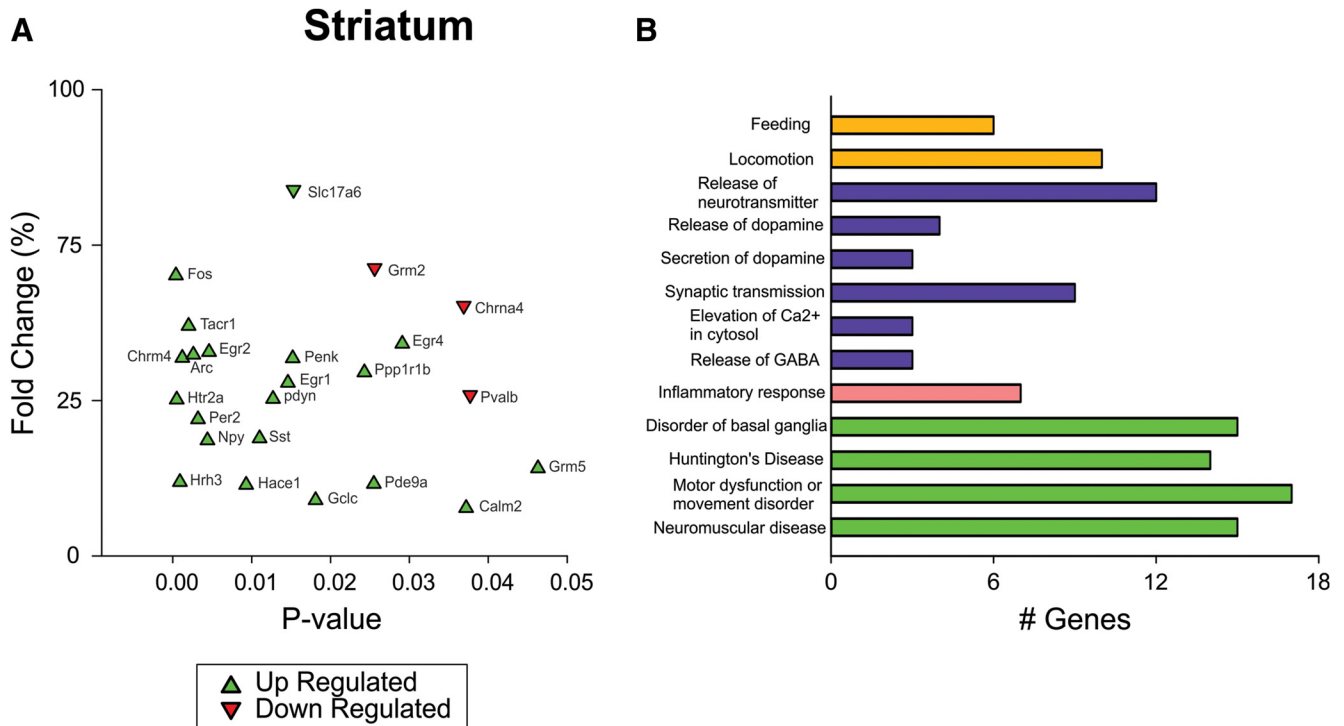 A
Striatum
B
Fold Change (%)
100
75
25
0
Slc17a6
Fos
Grm2
Chrna4
Tacr1
Chrm4
Arc
Egr2
Penk
Egr4
Egr1
Ppp1r1b
pdyn
Htr2a
Pvalb
Per2
Npy
Sst
Hrh3
Hace1
Gclc
Pde9a
Grm5
Calm2
0.00 0.01 0.02 0.03 0.04 0.05
P-value
Up Regulated
Down Regulated
Feeding
Locomotion
Release of
neurotransmitter
Release of dopamine
Secretion of dopamine
Synaptic transmission
Elevation of Ca2+
in cytosol
Release of GABA
Inflammatory response
Disorder of basal ganglia
Huntington's Disease
Motor dysfunction or
movement disorder
Neuromuscular disease
0 6 12 18
# Genes